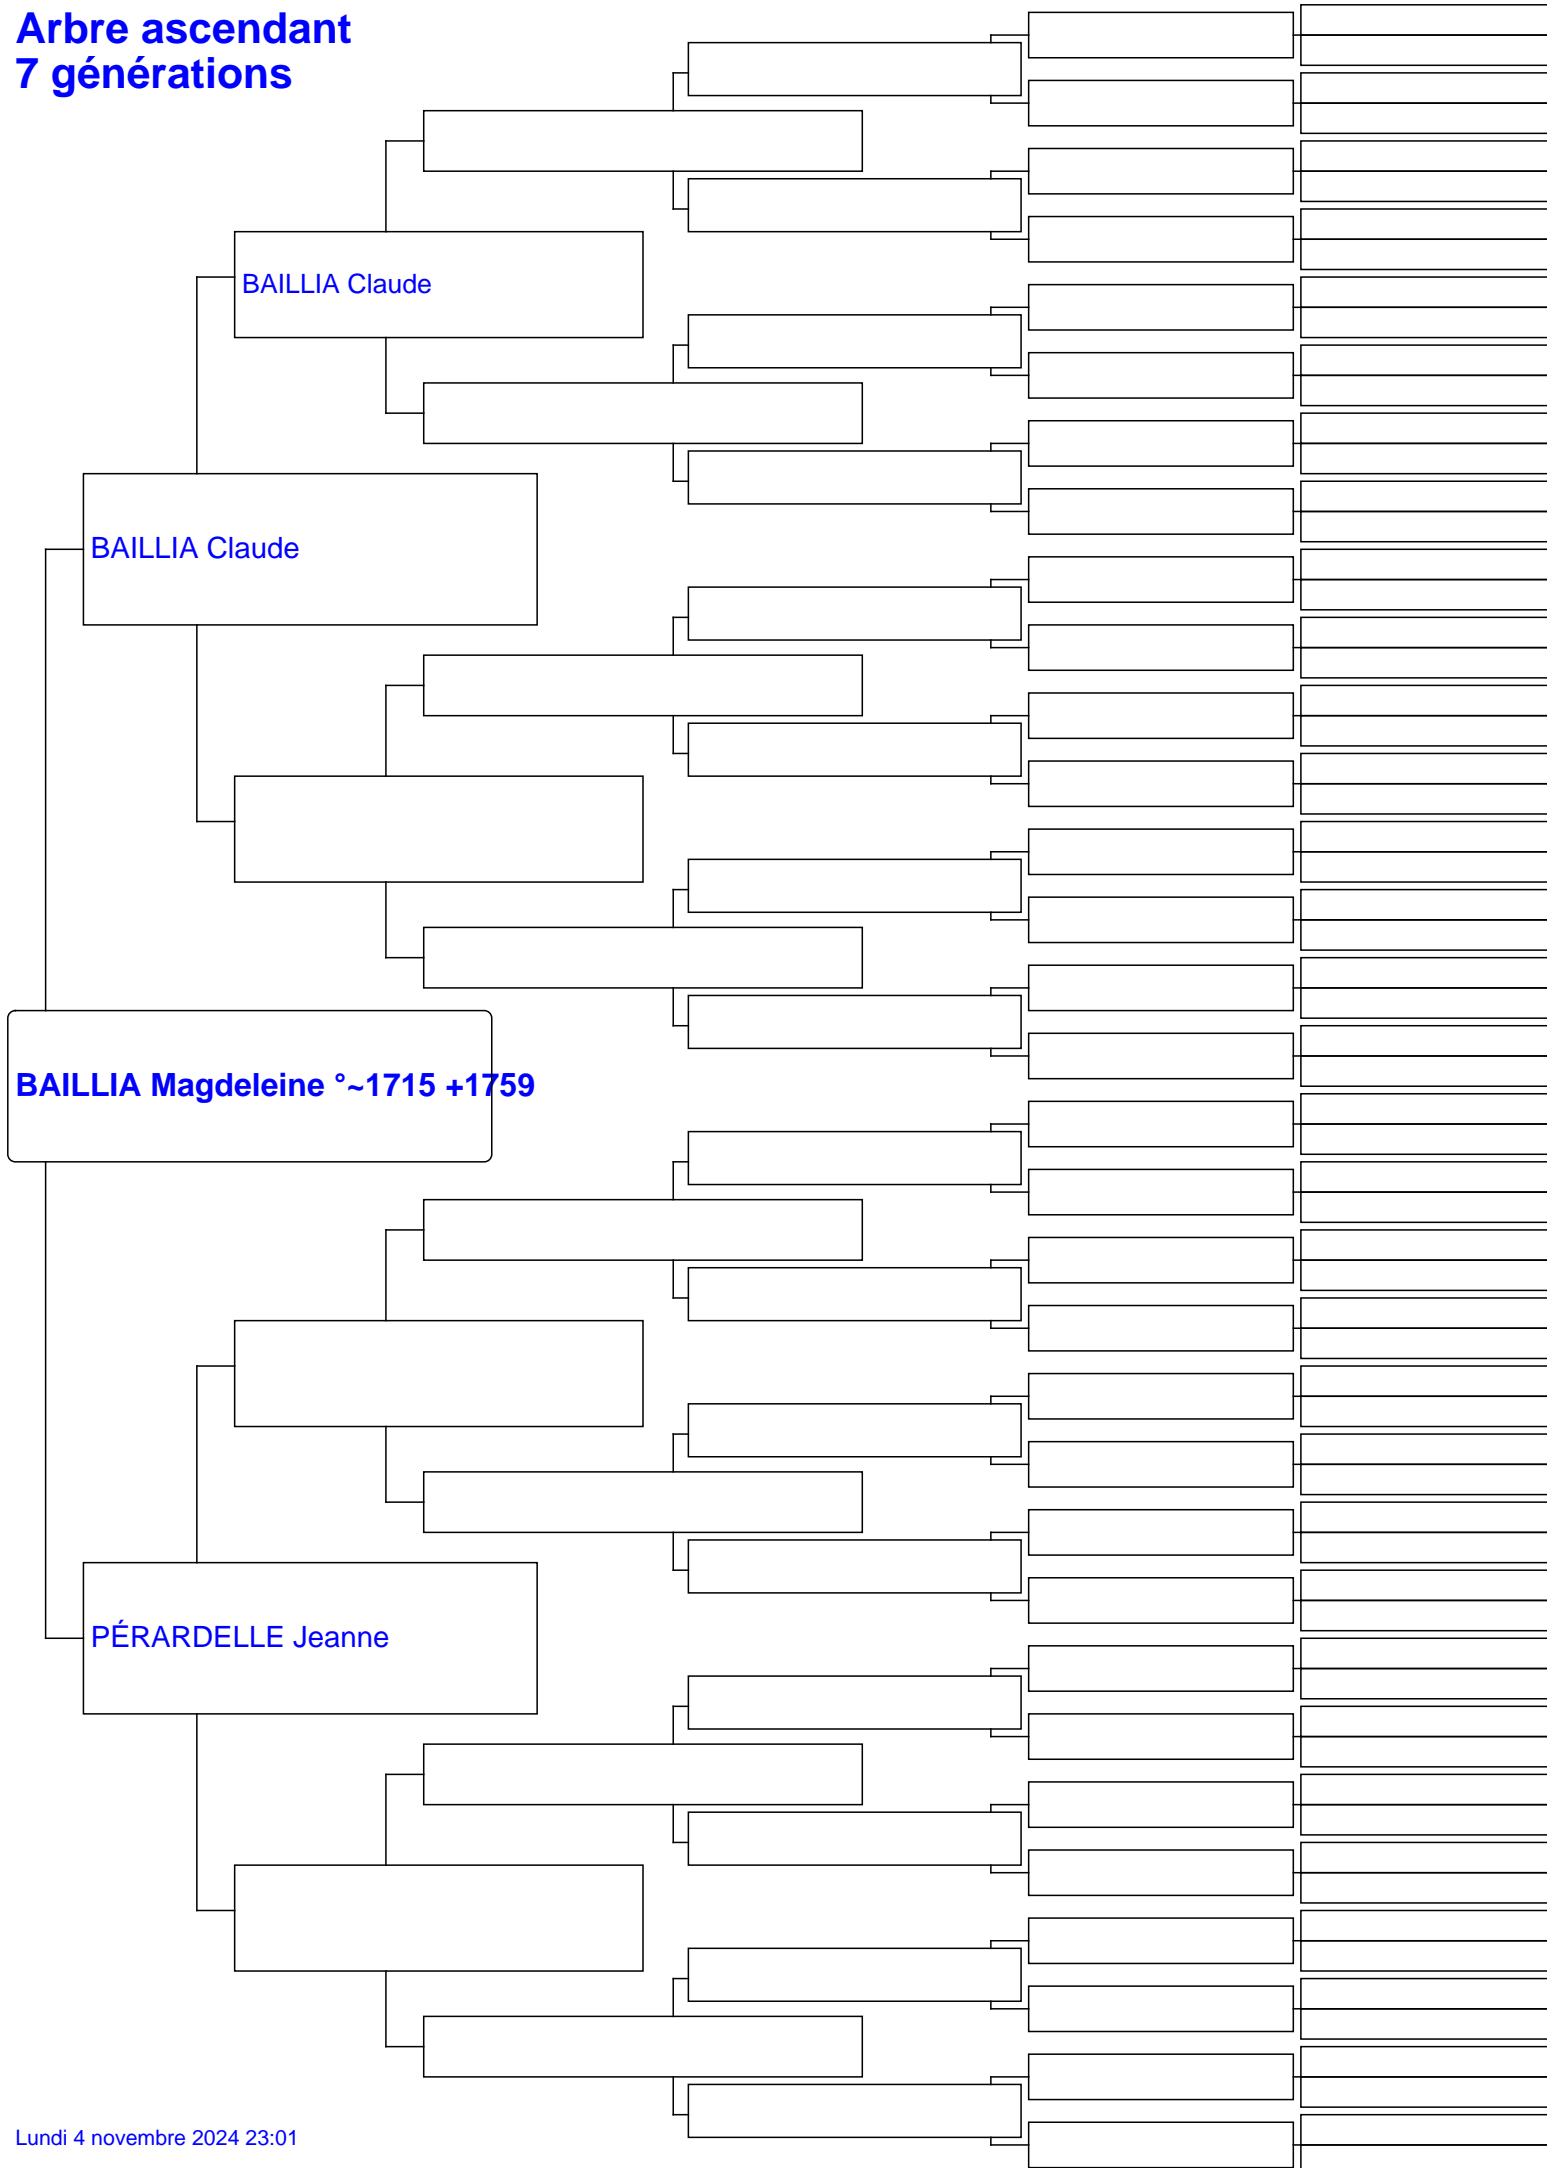 Arbre ascendant
7 générations
BAILLIA Claude
BAILLIA Claude
BAILLIA Magdeleine °~1715 +1759
PÉRARDELLE Jeanne
Lundi 4 novembre 2024 23:01